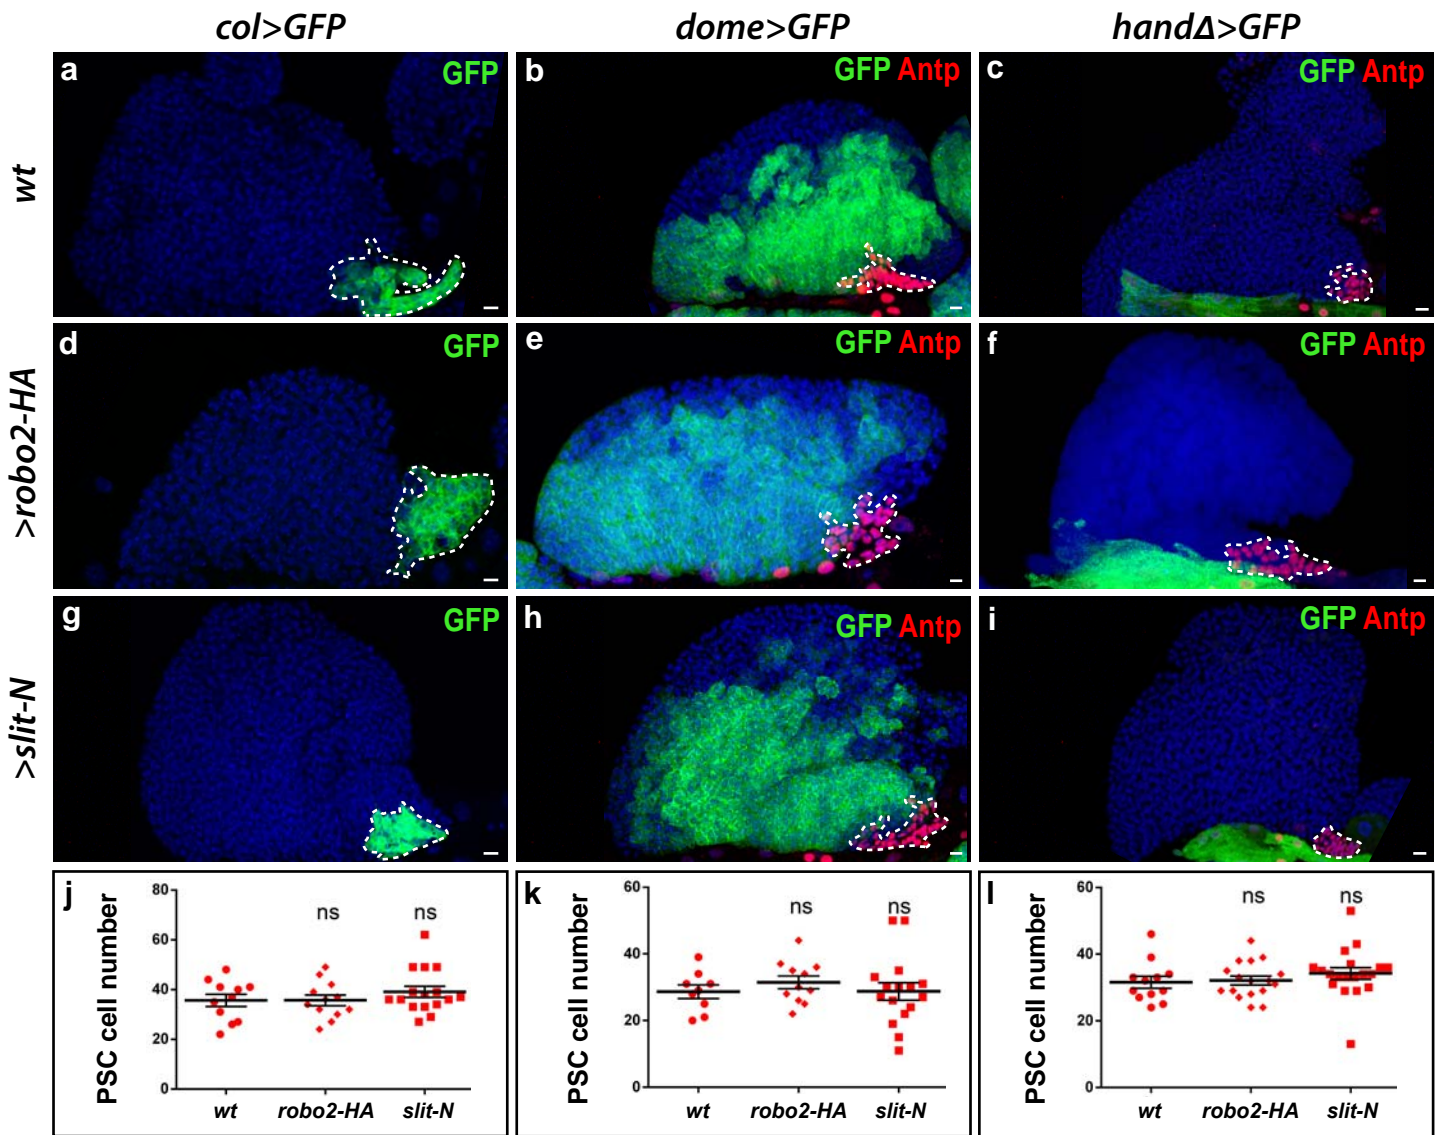 col>GFP dome>GFP handΔ>GFP
wt
a GFP
b GFP Antp
c GFP Antp
>robo2-HA
d GFP
e GFP Antp
f GFP Antp
>slit-N
g GFP
h GFP Antp
i GFP Antp
j
PSC cell number
80
60
40
20
0
ns ns
wt robo2-HA slit-N
k
PSC cell number
60
40
20
0
ns ns
wt robo2-HA slit-N
l
PSC cell number
60
40
20
0
ns ns
wt robo2-HA slit-N